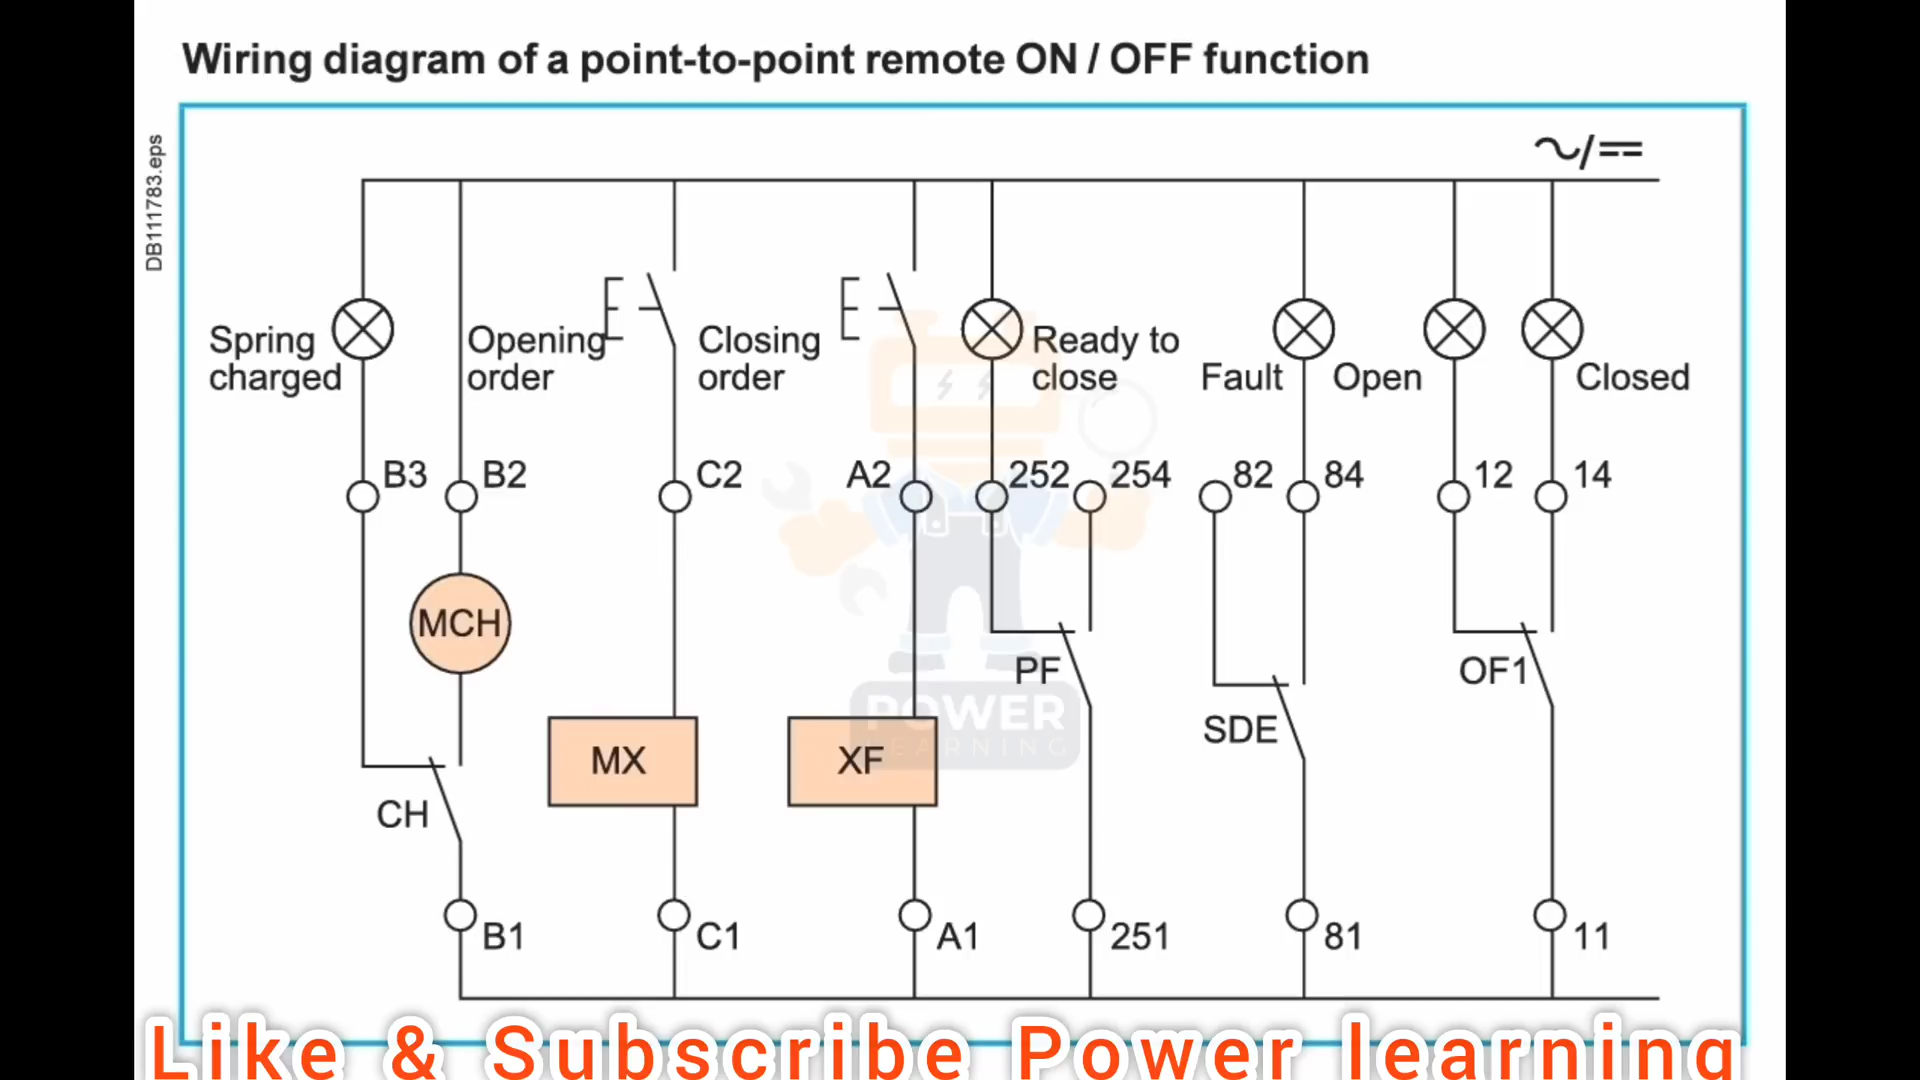 Wiring diagram of a point-to-point remote ON / OFF function
DB111783.eps
Spring
charged
Opening
order
Closing
order
Ready to
close
Fault
Open
Closed
B3
B2
C2
A2
252
254
82
84
12
14
MCH
PF
OF1
SDE
MX
XF
CH
POWER
LEARNING
B1
C1
A1
251
81
11
Like & Subscribe Power learning